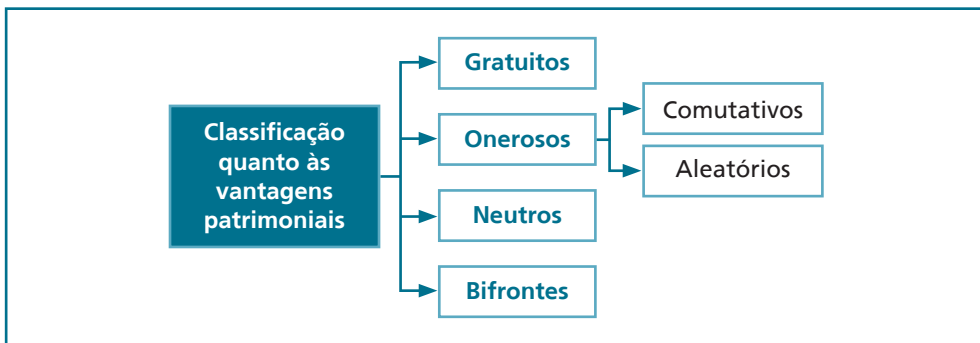 Classificação
quanto às
vantagens
patrimoniais
Gratuitos
Onerosos
Comutativos
Aleatórios
Neutros
Bifrontes